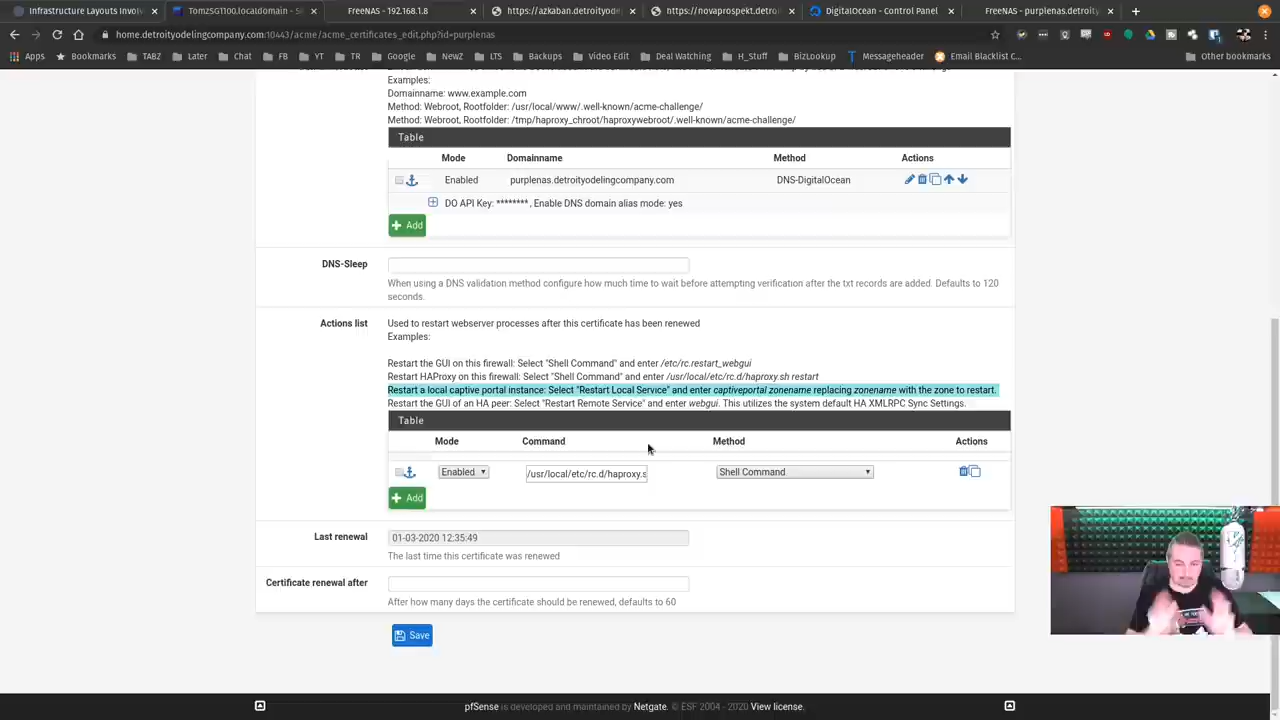 Infrastructure Layouts Involv
TomzSG1100.localdomain - S
FreeNAS - 192.168.1.8
https://azkaban.detroityodel
https://novaprospekt.detroi
DigitalOcean - Control Panel
FreeNAS - purplenas.detroity
home.detroityodelingcompany.com:10443/acme/acme_certificates_edit.php?id=purplenas
Apps
Bookmarks
TABZ
Later
Chat
FB
YT
Google
NewZ
LTS
Backups
Video Edit
Deal Watching
H_Stuff
BizLookup
Messageheader
Email Blacklist C...
Other bookmarks
Examples:
Domainname: www.example.com
Method: Webroot, Rootfolder: /usr/local/www/.well-known/acme-challenge/
Method: Webroot, Rootfolder: /tmp/haproxy_chroot/haproxywebroot/.well-known/acme-challenge/
Table
Mode Domainname Method Actions
Enabled purplenas.detroityodelingcompany.com DNS-DigitalOcean
DO API Key: ********, Enable DNS domain alias mode: yes
Add
DNS-Sleep
When using a DNS validation method configure how much time to wait before attempting verification after the txt records are added. Defaults to 120
seconds.
Actions list
Used to restart webserver processes after this certificate has been renewed
Examples:
Restart the GUI on this firewall: Select "Shell Command" and enter /etc/rc.restart_webgui
Restart HAProxy on this firewall: Select "Shell Command" and enter /usr/local/etc/rc.d/haproxy.sh restart
Restart a local captive portal instance: Select "Restart Local Service" and enter captiveportal zonename replacing zonename with the zone to restart.
Restart the GUI of an HA peer: Select "Restart Remote Service" and enter webgui. This utilizes the system default HA XMLRPC Sync Settings.
Table
Mode Command Method Actions
Enabled /usr/local/etc/rc.d/haproxy.s Shell Command
Add
Last renewal
01-03-2020 12:35:49
The last time this certificate was renewed
Certificate renewal after
After how many days the certificate should be renewed, defaults to 60
Save
pfSense is developed and maintained by Netgate. © ESF 2004 - 2020 View license.